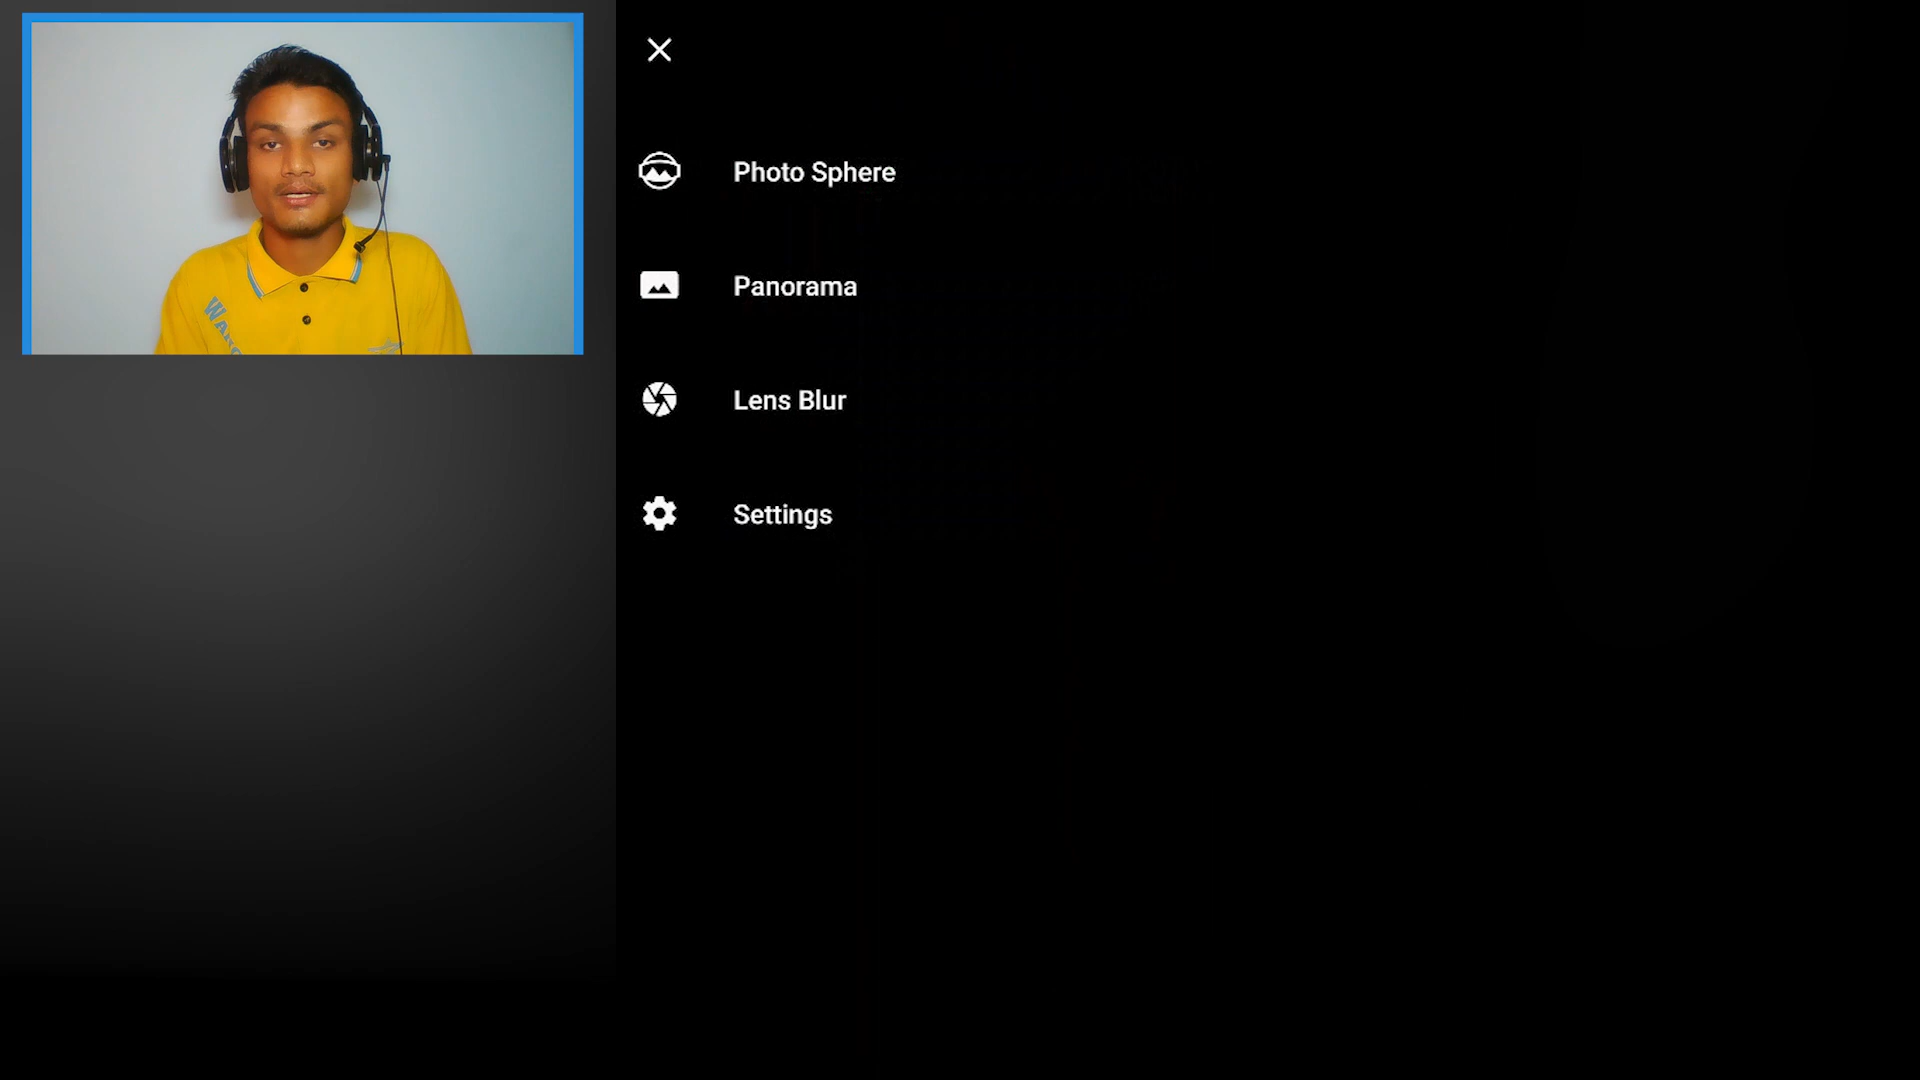 Photo Sphere
Panorama
Lens Blur
Settings